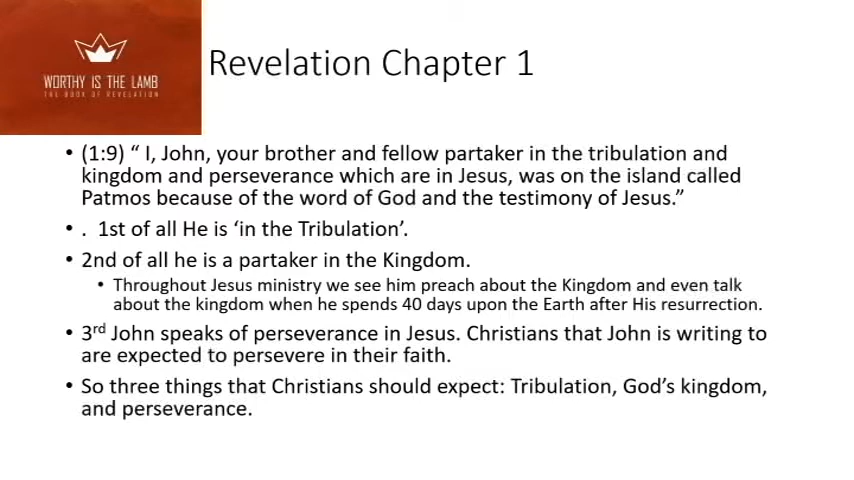 WORTHY IS THE LAMB
THE BOOK OF REVELATION
Revelation Chapter 1
• (1:9) “ I, John, your brother and fellow partaker in the tribulation and
kingdom and perseverance which are in Jesus, was on the island called
Patmos because of the word of God and the testimony of Jesus.”
• . 1st of all He is ‘in the Tribulation’.
• 2nd of all he is a partaker in the Kingdom.
• Throughout Jesus ministry we see him preach about the Kingdom and even talk
about the kingdom when he spends 40 days upon the Earth after His resurrection.
• 3rd John speaks of perseverance in Jesus. Christians that John is writing to
are expected to persevere in their faith.
• So three things that Christians should expect: Tribulation, God’s kingdom,
and perseverance.